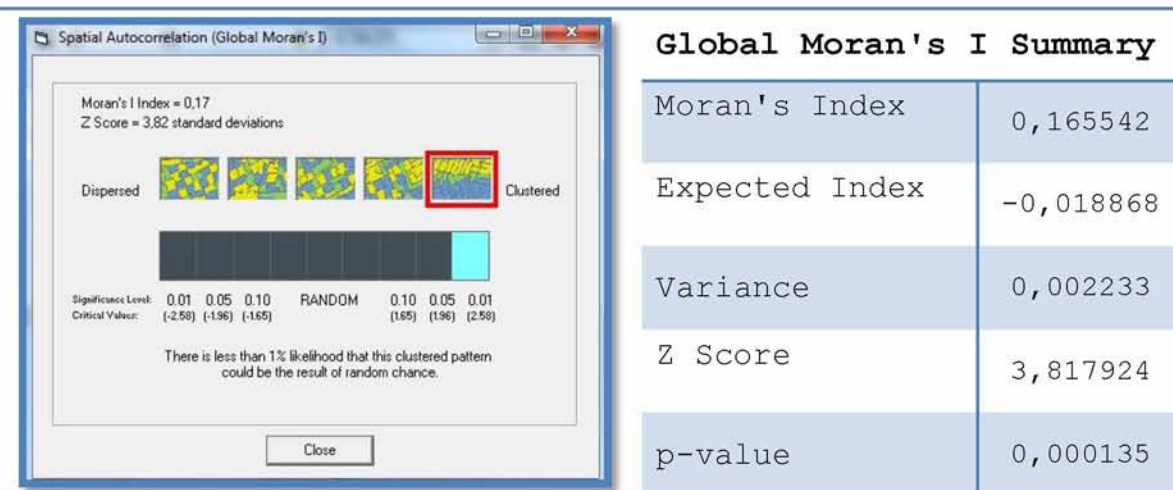 Spatial Autocorrelation (Global Moran's I)
Moran's I Index = 0,17
Z Score = 3,82 standard deviations
Dispersed
Clustered
Significance Level: 0.01 0.05 0.10 RANDOM 0.10 0.05 0.01
Critical Values: (-2.58) (-1.96) (-1.65) (1.65) (1.96) (2.58)
There is less than 1% likelihood that this clustered pattern
could be the result of random chance.
Close
Global Moran's I Summary
Moran's Index 0,165542
Expected Index -0,018868
Variance 0,002233
Z Score 3,817924
p-value 0,000135